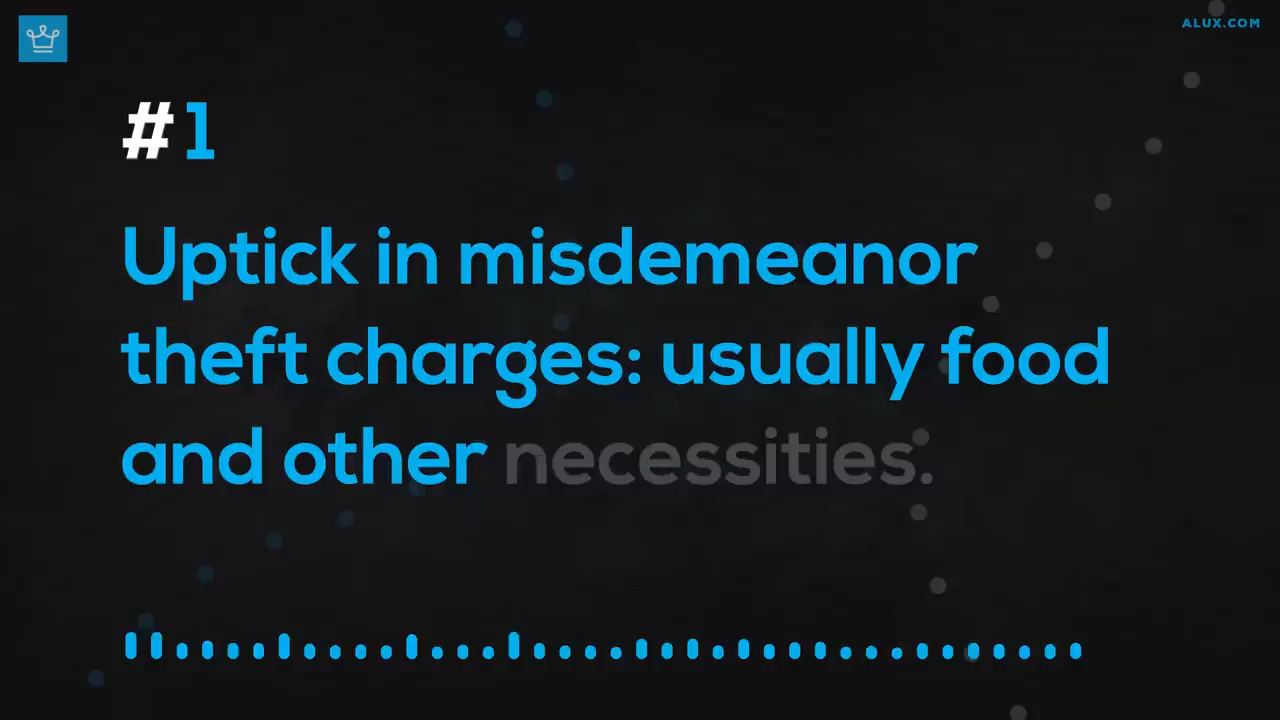 ALUX.COM
#1
Uptick in misdemeanor
theft charges: usually food
and other necessities.